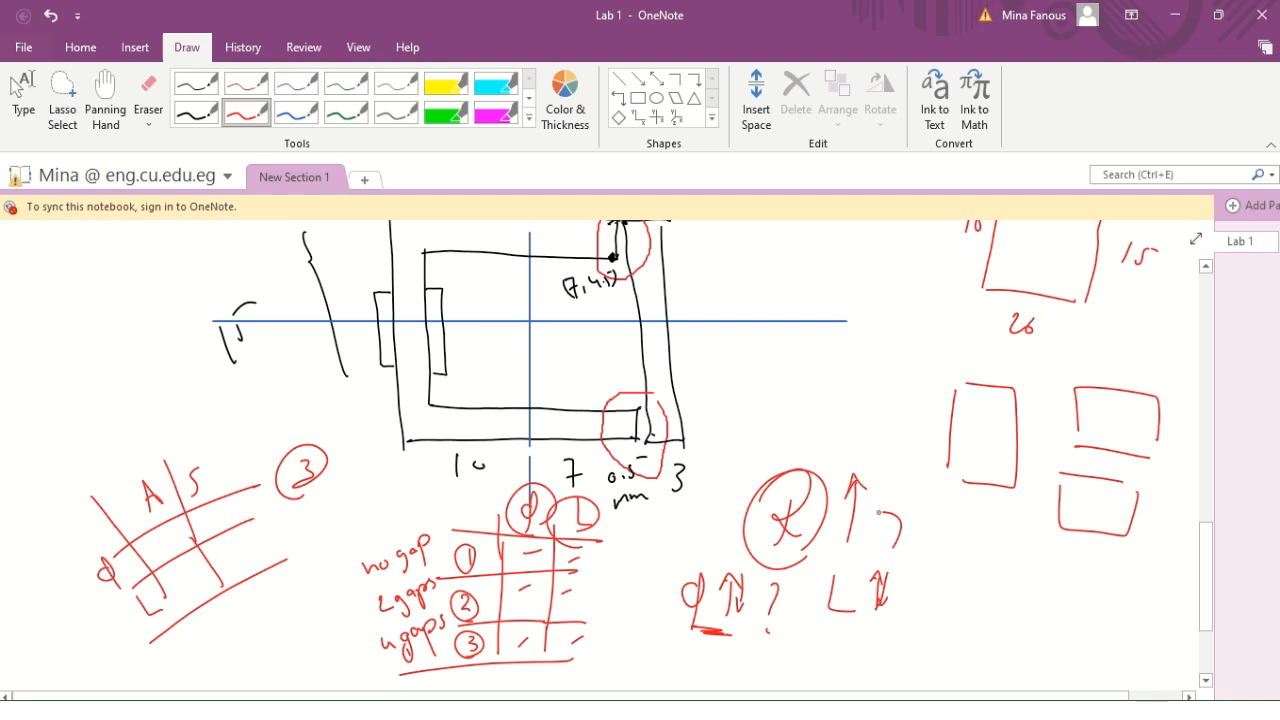 Lab 1 - OneNote
Mina Fanous
File Home Insert Draw History Review View Help
Type
Lasso Select
Panning Hand
Eraser
Color & Thickness
Insert Space
Delete
Arrange
Rotate
Ink to Text
Ink to Math
Tools
Shapes
Edit
Convert
Mina @ eng.cu.edu.eg
New Section 1
Search (Ctrl+E)
To sync this notebook, sign in to OneNote.
Add Pa
Lab 1
10
15
20
(7, 4.5)
15
10 7 0.5 mm 3
A S
3
φ
L
φ L
no gap 1
2 gaps 2
4 gaps 3
R ↑ ?
φ ↑↓ ? L ↑↓